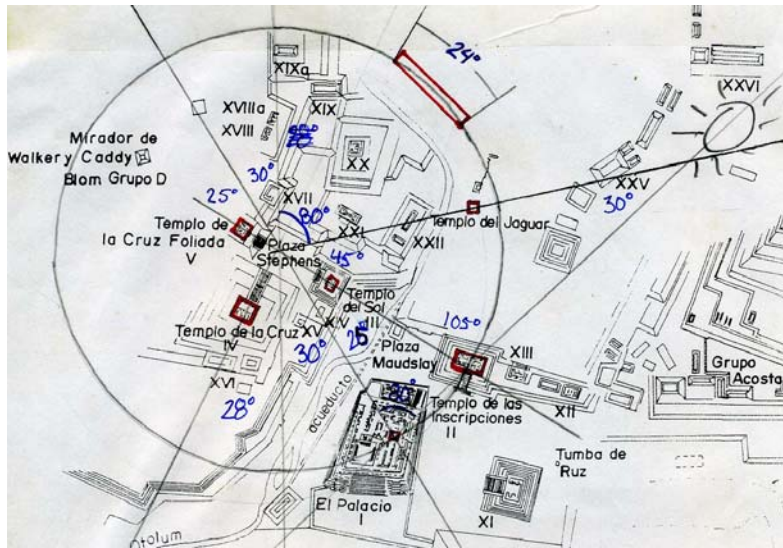 XIXa
24°
XXVI
XVIIIa
XVIII
XIX
Mirador de
Walker y Caddy
Blom Grupo D
XX
30°
25°
XVII
80°
XXV
30°
Templo de
la Cruz Foliada
V
Plaza
Stephens
XXI
XXII
Templo del Jaguar
45°
Templo
del Sol
III
XIV
XV
Templo de la Cruz
IV
30°
105°
XVI
28°
Plaza
Maudslay
XIII
Grupo
Acosta
acueducto
Templo de las
Inscripciones
II
XII
Tumba de
Ruz
El Palacio
I
XI
Otolum